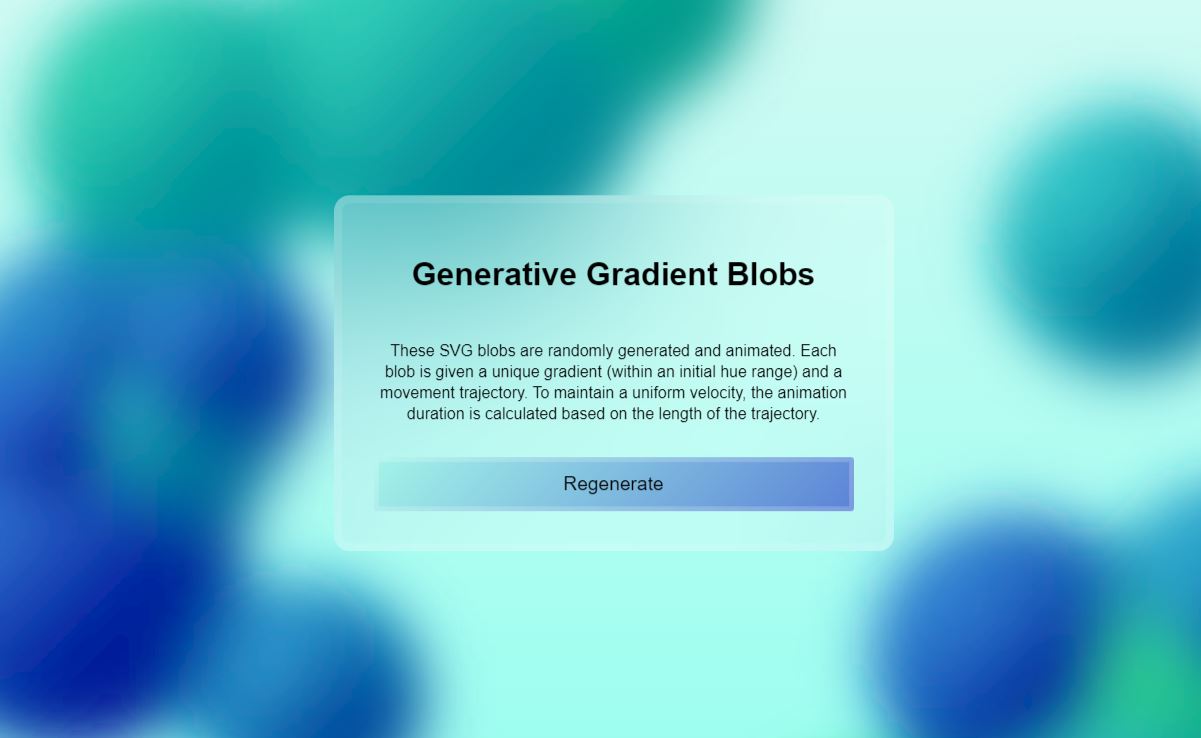 Generative Gradient Blobs
These SVG blobs are randomly generated and animated. Each
blob is given a unique gradient (within an initial hue range) and a
movement trajectory. To maintain a uniform velocity, the animation
duration is calculated based on the length of the trajectory.
Regenerate